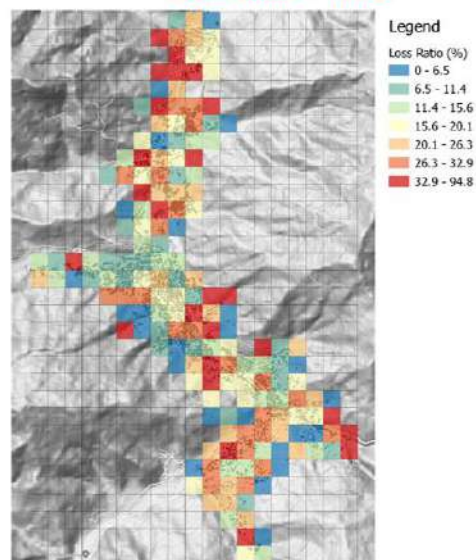 Legend
Loss Ratio (%)
0 - 6.5
6.5 - 11.4
11.4 - 15.6
15.6 - 20.1
20.1 - 26.3
26.3 - 32.9
32.9 - 94.8